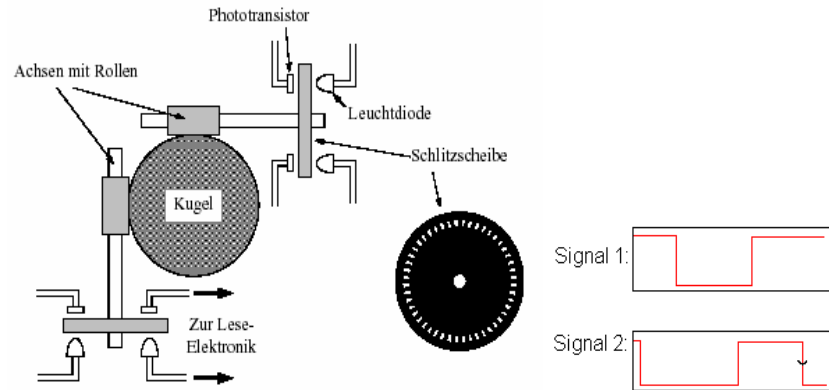 Phototransistor
Achsen mit Rollen
Leuchtdiode
Schlitzscheibe
Kugel
Zur Lese-
Elektronik
Signal 1:
Signal 2: